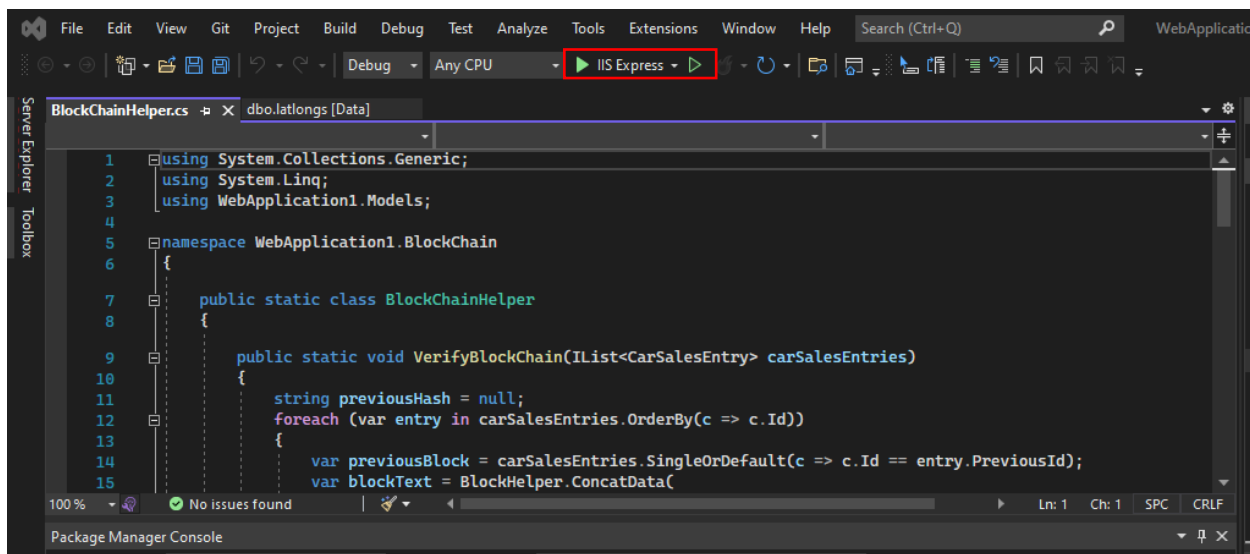 File Edit View Git Project Build Debug Test Analyze Tools Extensions Window Help Search (Ctrl+Q) WebApplicatio
Debug Any CPU IIS Express
Server Explorer
Toolbox
BlockChainHelper.cs dbo.latlongs [Data]
1 using System.Collections.Generic;
2 using System.Linq;
3 using WebApplication1.Models;
4
5 namespace WebApplication1.BlockChain
6 {
7 public static class BlockChainHelper
8 {
9 public static void VerifyBlockChain(IList<CarSalesEntry> carSalesEntries)
10 {
11 string previousHash = null;
12 foreach (var entry in carSalesEntries.OrderBy(c => c.Id))
13 {
14 var previousBlock = carSalesEntries.SingleOrDefault(c => c.Id == entry.PreviousId);
15 var blockText = BlockHelper.ConcatData(
100 % No issues found Ln: 1 Ch: 1 SPC CRLF
Package Manager Console